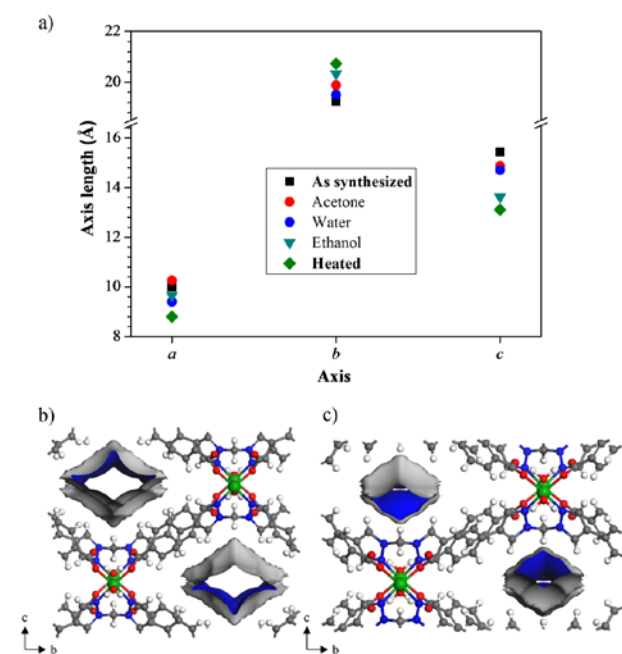 a)
22
20
16
14
12
10
8
Axis length (Å)
As synthesized
Acetone
Water
Ethanol
Heated
a
b
c
Axis
b)
c)
c
b
c
b